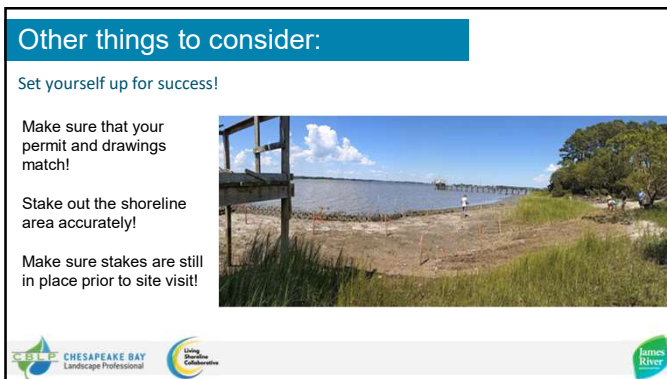 Other things to consider:
Set yourself up for success!
Make sure that your
permit and drawings
match!
Stake out the shoreline
area accurately!
Make sure stakes are still
in place prior to site visit!
CBLP CHESAPEAKE BAY
Landscape Professional
Living
Shoreline
Collaborative
James
River
ASSOCIATION